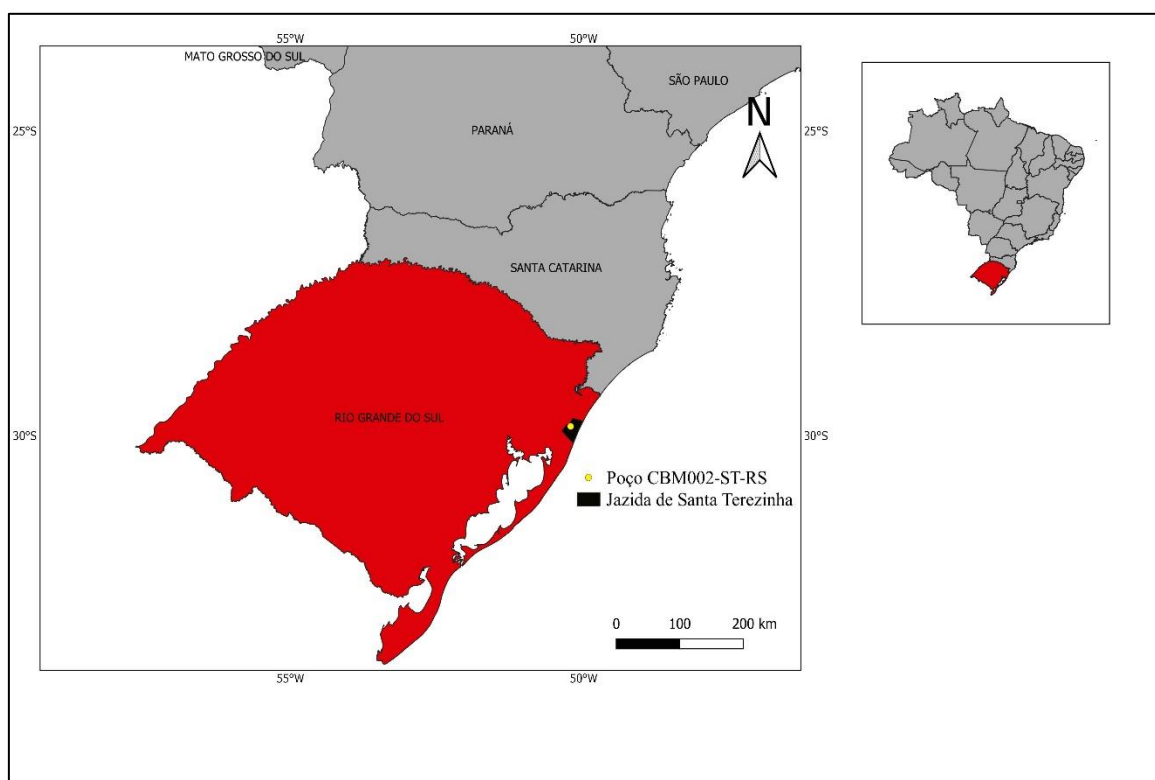 55°W
50°W
MATO GROSSO DO SUL
SÃO PAULO
N
25°S
PARANÁ
25°S
SANTA CATARINA
RIO GRANDE DO SUL
30°S
30°S
Poço CBM002-ST-RS
Jazida de Santa Terezinha
0 100 200 km
55°W
50°W